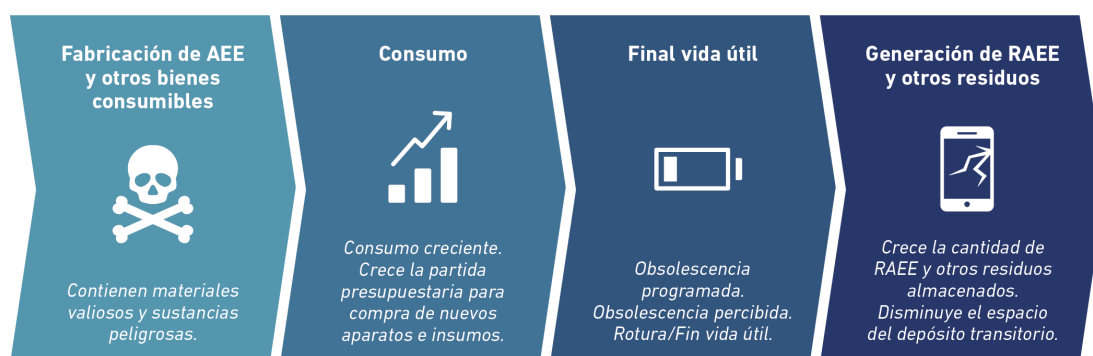 Fabricación de AEE
y otros bienes
consumibles
Contienen materiales
valiosos y sustancias
peligrosas.
Consumo
Consumo creciente.
Crece la partida
presupuestaria para
compra de nuevos
aparatos e insumos.
Final vida útil
Obsolescencia
programada.
Obsolescencia percibida.
Rotura/Fin vida útil.
Generación de RAEE
y otros residuos
Crece la cantidad de
RAEE y otros residuos
almacenados.
Disminuye el espacio
del depósito transitorio.